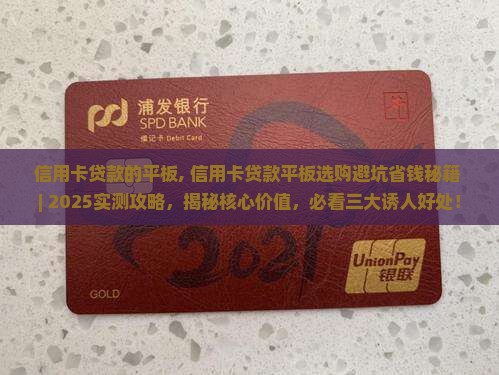 浦发银行
SPD BANK
借记卡 Debit Card
信用卡贷款的平板, 信用卡贷款平板选购避坑省钱秘籍
| 2025实测攻略，揭秘核心价值，必看三大诱人好处！
2021
UnionPay
银联
GOLD